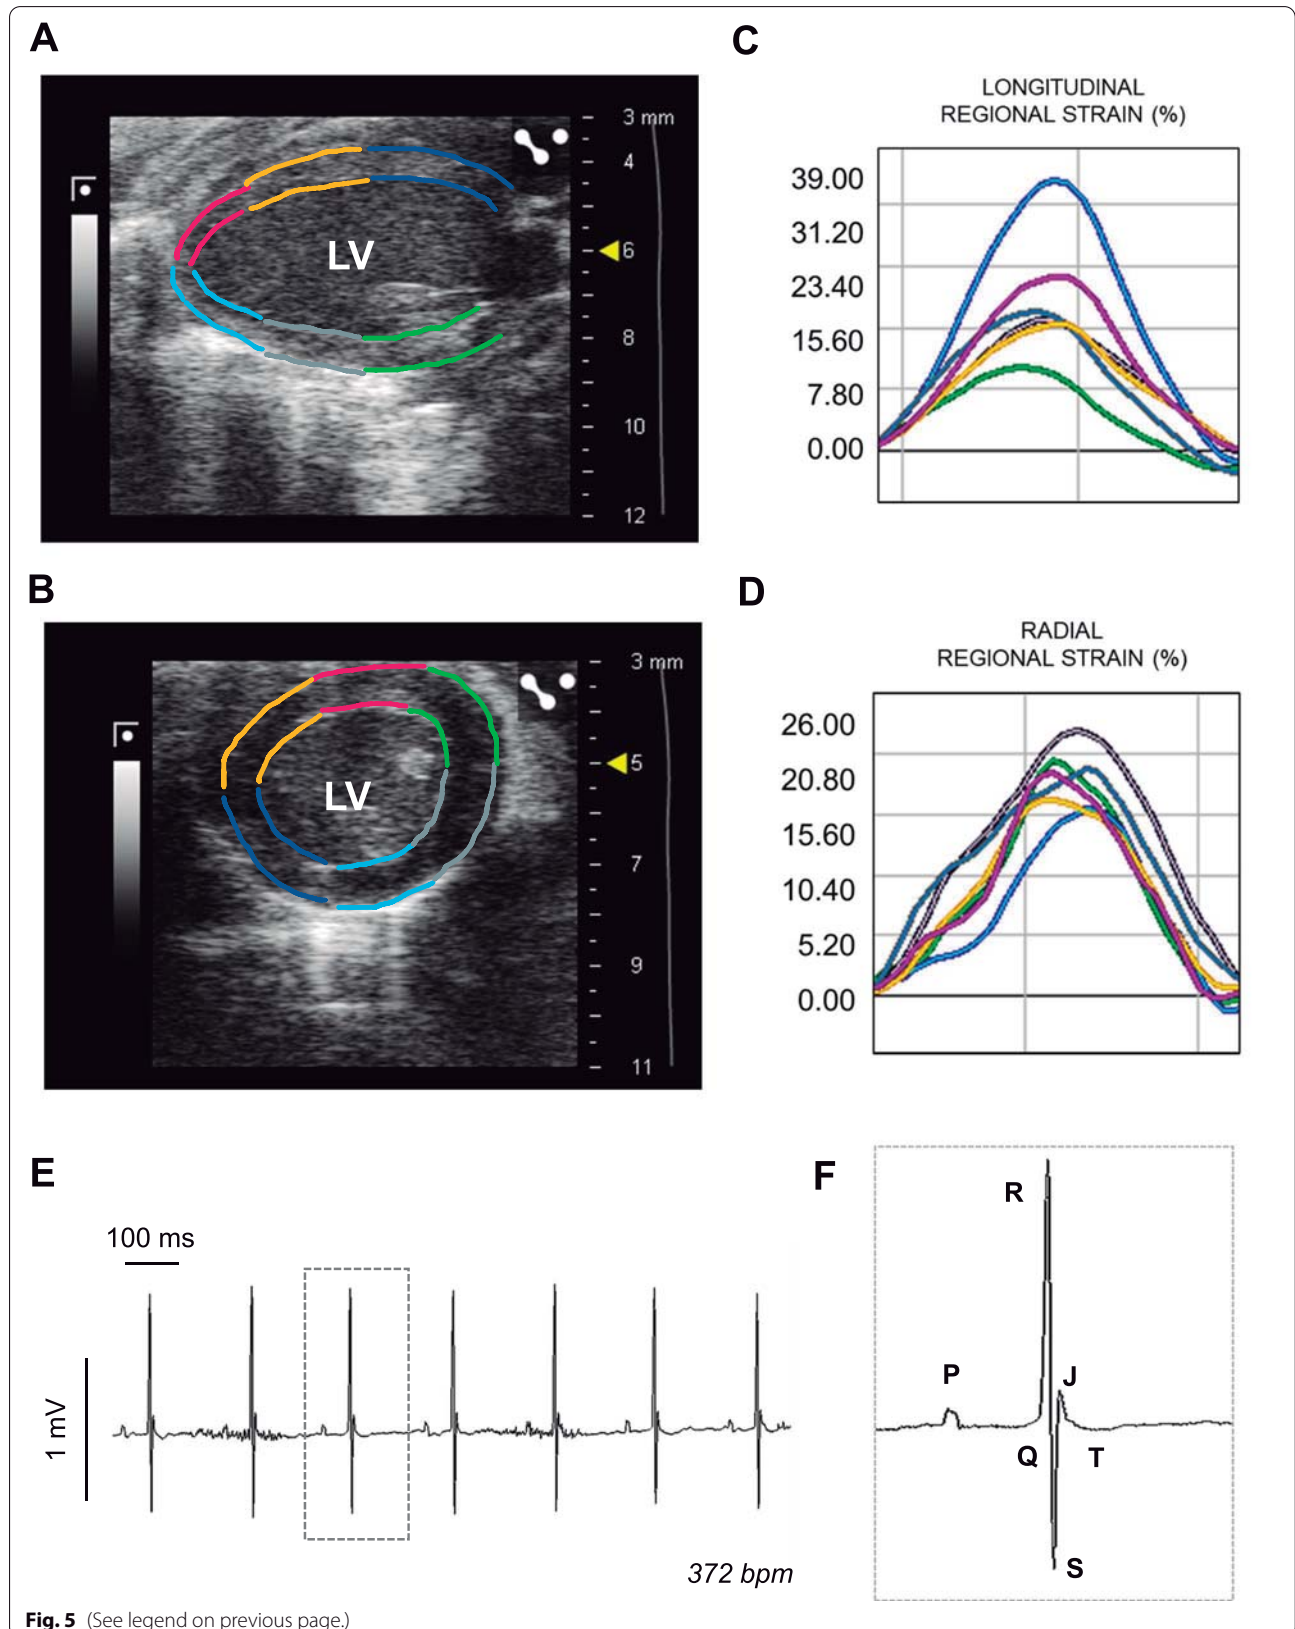 A
3 mm
4
LV
6
8
10
12
C
LONGITUDINAL
REGIONAL STRAIN (%)
39.00
31.20
23.40
15.60
7.80
0.00
B
3 mm
LV
5
7
9
11
D
RADIAL
REGIONAL STRAIN (%)
26.00
20.80
15.60
10.40
5.20
0.00
E
100 ms
1 mV
372 bpm
F
R
P
J
Q
T
S
Fig. 5 (See legend on previous page.)